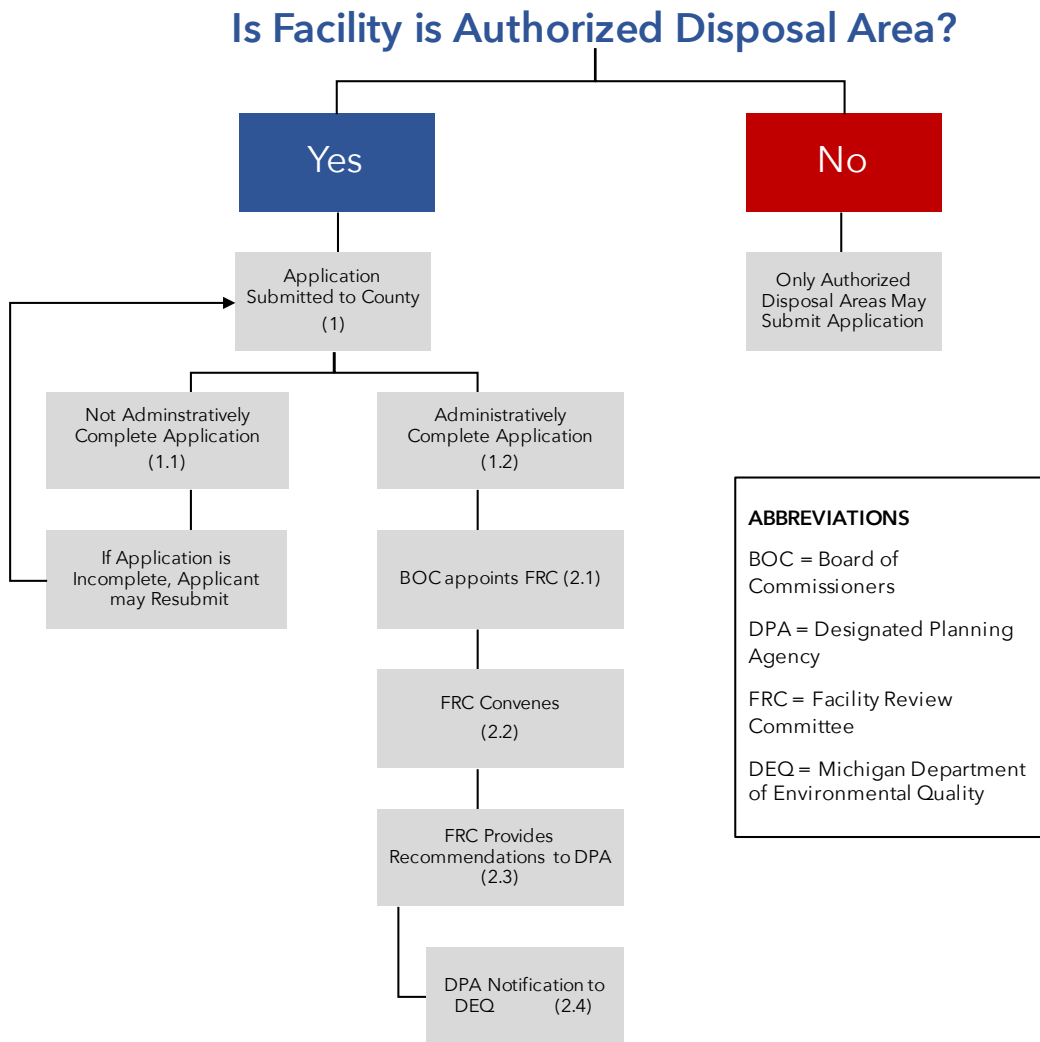 Is Facility is Authorized Disposal Area?
Yes
No
Application
Submitted to County
(1)
Only Authorized
Disposal Areas May
Submit Application
Not Adminstratively
Complete Application
(1.1)
Administratively
Complete Application
(1.2)
If Application is
Incomplete, Applicant
may Resubmit
BOC appoints FRC (2.1)
FRC Convenes
(2.2)
FRC Provides
Recommendations to DPA
(2.3)
DPA Notification to
DEQ (2.4)
ABBREVIATIONS
BOC = Board of
Commissioners
DPA = Designated Planning
Agency
FRC = Facility Review
Committee
DEQ = Michigan Department
of Environmental Quality